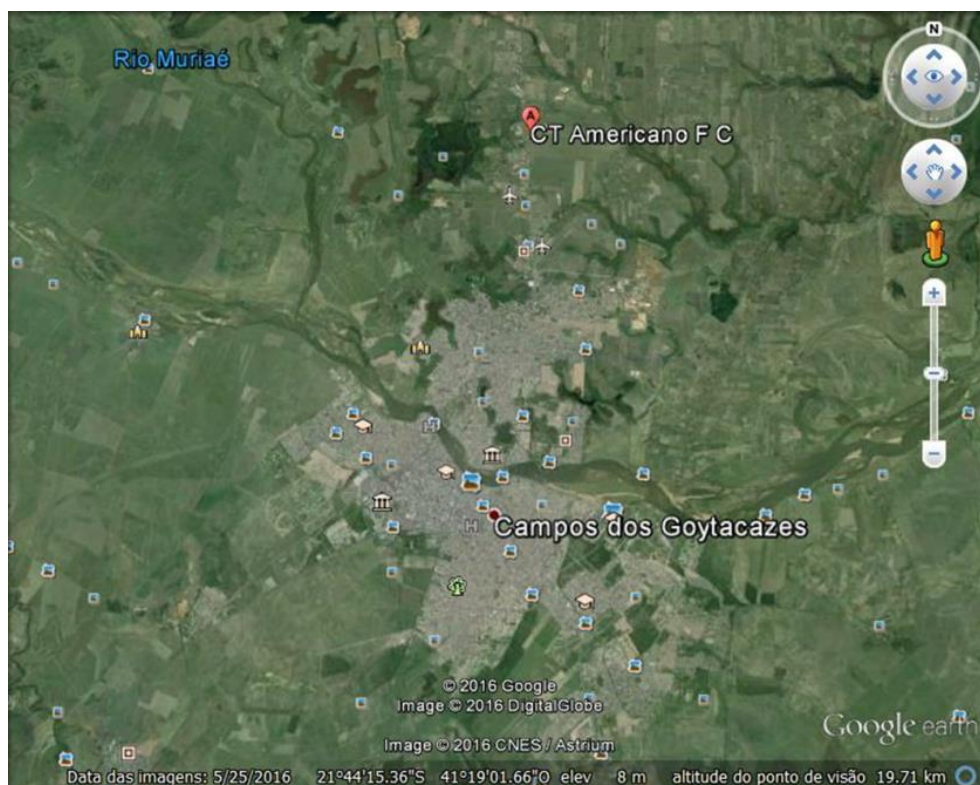 N
Rio Muriaé
A
CT Americano F C
H
H
Campos dos Goytacazes
© 2016 Google
Image © 2016 DigitalGlobe
Image © 2016 CNES / Astrium
Google earth
Data das imagens: 5/25/2016 21°44'15.36"S 41°19'01.66"O elev 8 m altitude do ponto de visão 19.71 km